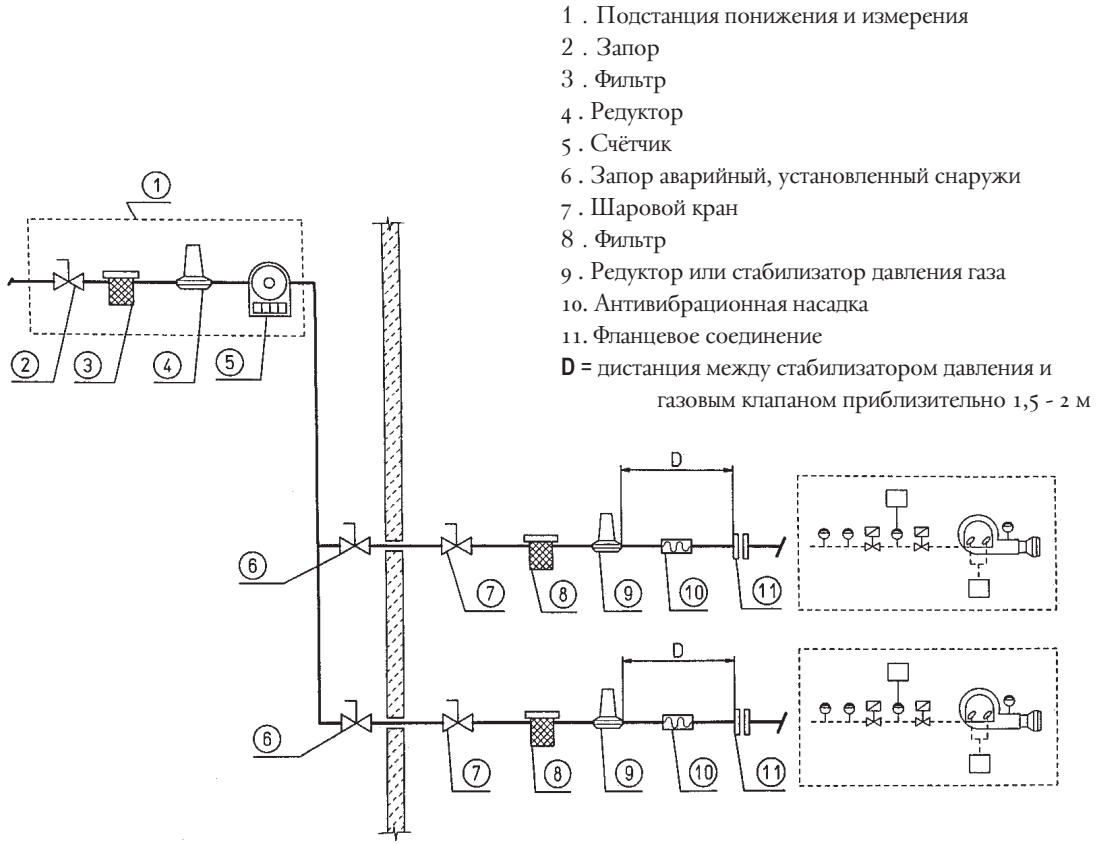 1 . Подстанция понижения и измерения
2 . Запор
3 . Фильтр
4 . Редуктор
5 . Счётчик
6 . Запор аварийный, установленный снаружи
7 . Шаровой кран
8 . Фильтр
9 . Редуктор или стабилизатор давления газа
10. Антивибрационная насадка
11. Фланцевое соединение
D = дистанция между стабилизатором давления и
газовым клапаном приблизительно 1,5 - 2 м
1
2 3 4 5
D
6 7 8 9 10 11
D
6 7 8 9 10 11